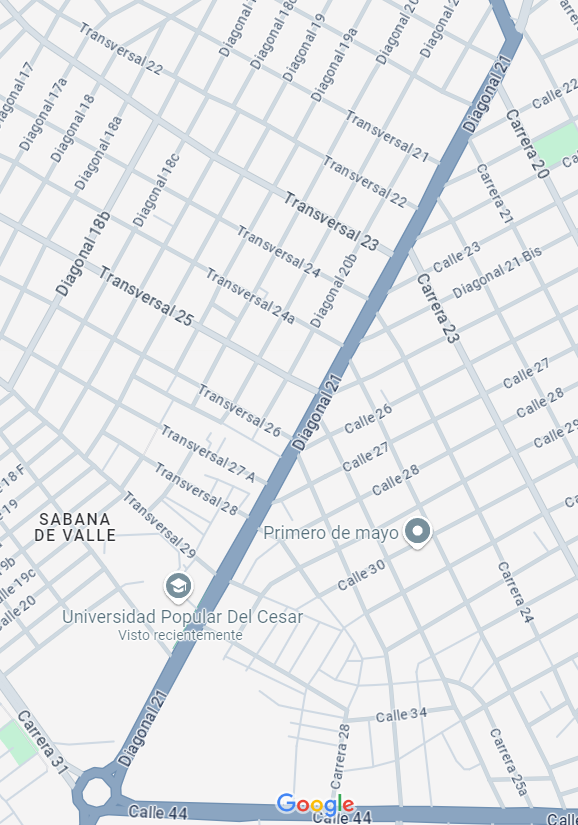 Transversal 22
Diagonal 18c
Diagonal 19
Diagonal 19a
Diagonal 21
Calle 22
Diagonal 17
Diagonal 17a
Diagonal 18
Diagonal 18a
Diagonal 18c
Transversal 21
Carrera 20
Transversal 22
Carrera 21
Transversal 23
Diagonal 18b
Transversal 24
Diagonal 20b
Calle 23
Diagonal 21 Bis
Transversal 25
Transversal 24a
Carrera 23
Calle 27
Calle 28
Diagonal 21
Transversal 26
Calle 26
Transversal 27 A
Calle 27
Transversal 28
Calle 28
SABANA
DE VALLE
Transversal 29
Primero de mayo
Calle 30
Carrera 24
Universidad Popular Del Cesar
Visto recientemente
Calle 20
Diagonal 21
Carrera 31
Calle 34
Carrera 28
Carrera 25a
Calle 44
Google
Calle 44